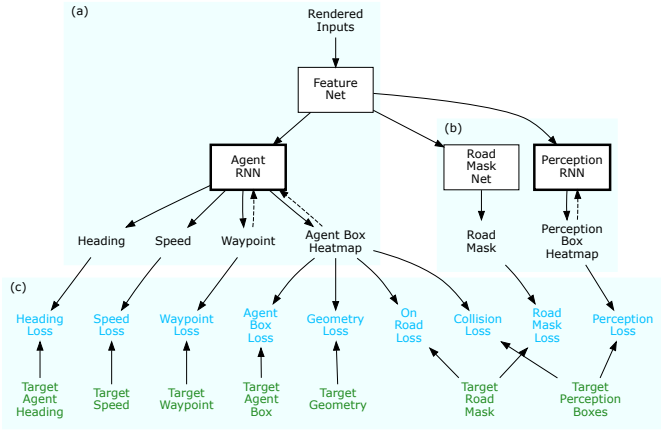 (a)
Rendered
Inputs
Feature
Net
(b)
Agent
RNN
Road
Mask
Net
Perception
RNN
Heading
Speed
Waypoint
Agent Box
Heatmap
Road
Mask
Perception
Box
Heatmap
(c)
Heading
Loss
Speed
Loss
Waypoint
Loss
Agent
Box
Loss
Geometry
Loss
On
Road
Loss
Collision
Loss
Road
Mask
Loss
Perception
Loss
Target
Agent
Heading
Target
Speed
Target
Waypoint
Target
Agent
Box
Target
Geometry
Target
Road
Mask
Target
Perception
Boxes